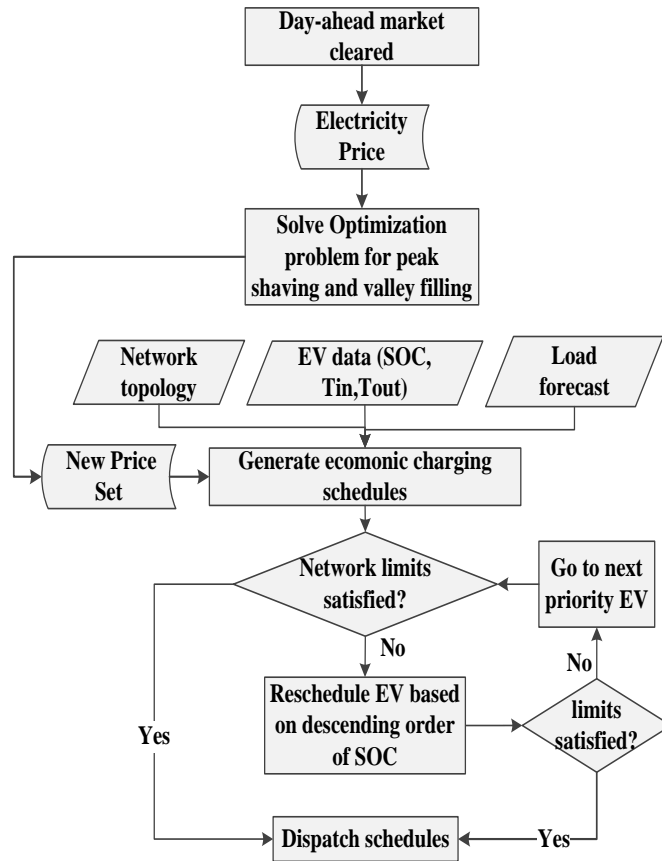 Day-ahead market
cleared
Electricity
Price
Solve Optimization
problem for peak
shaving and valley filling
Network
topology
EV data (SOC,
Tin,Tout)
Load
forecast
New Price
Set
Generate ecomonic charging
schedules
Network limits
satisfied?
Go to next
priority EV
No
No
Reschedule EV based
on descending order
of SOC
limits
satisfied?
Yes
Dispatch schedules
Yes